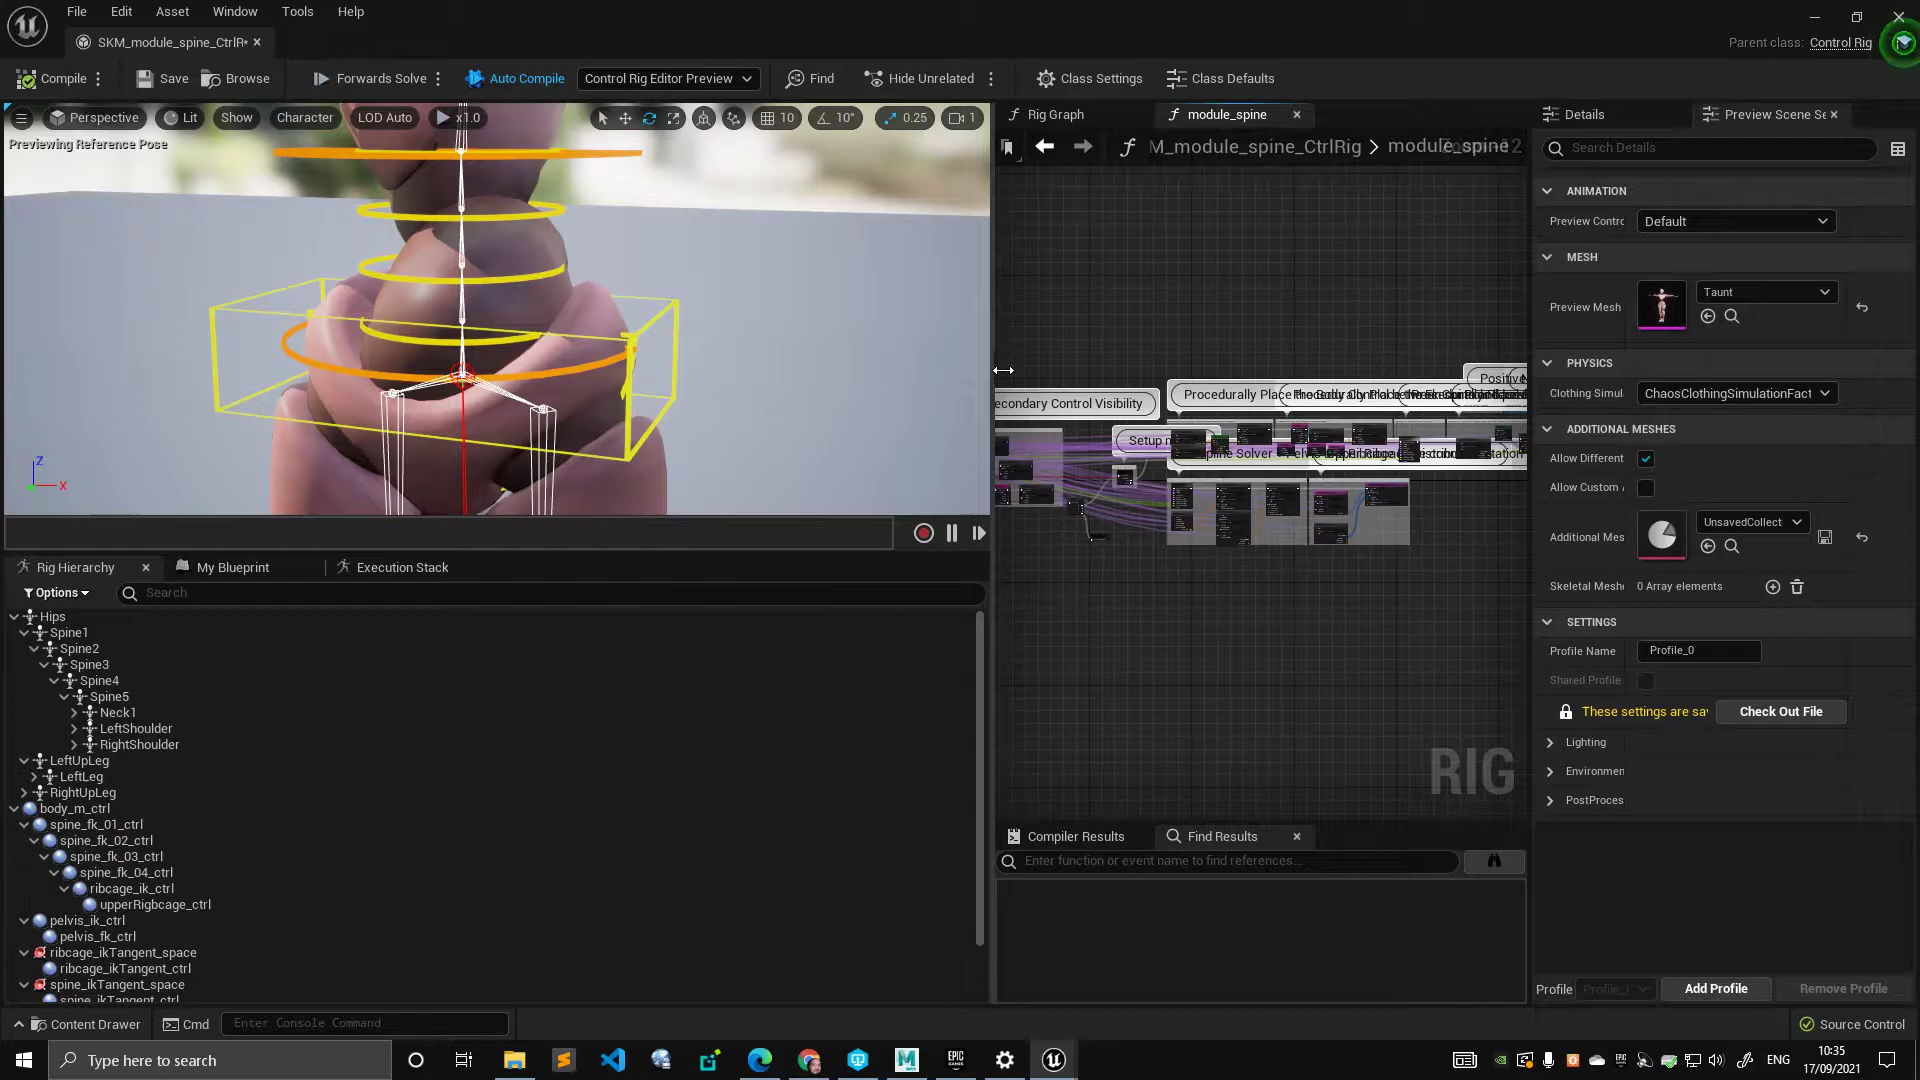 File Edit Asset Window Tools Help
SKM_module_spine_CtrlR•
Parent class: Control Rig
Compile Save Browse Forwards Solve Auto Compile Control Rig Editor Preview Find Hide Unrelated Class Settings Class Defaults
Perspective Lit Show Character LOD Auto x1.0 10 10° 0.25 1
Previewing Reference Pose
Z
X
Rig Graph module_spine
M_module_spine_CtrlRig > module_spine
Positive
Procedurally Place
econdary Control Visibility
Setup
RIG
Compiler Results Find Results
Enter function or event name to find references...
Rig Hierarchy My Blueprint Execution Stack
Options Search
Hips
Spine1
Spine2
Spine3
Spine4
Spine5
Neck1
LeftShoulder
RightShoulder
LeftUpLeg
LeftLeg
RightUpLeg
body_m_ctrl
spine_fk_01_ctrl
spine_fk_02_ctrl
spine_fk_03_ctrl
spine_fk_04_ctrl
ribcage_ik_ctrl
upperRigbcage_ctrl
pelvis_ik_ctrl
pelvis_fk_ctrl
ribcage_ikTangent_space
ribcage_ikTangent_ctrl
spine_ikTangent_space
spine_ikTangent_ctrl
Details Preview Scene Se
Search Details
ANIMATION
Preview Contro Default
MESH
Preview Mesh Taunt
PHYSICS
Clothing Simul ChaosClothingSimulationFact
ADDITIONAL MESHES
Allow Different
Allow Custom A
Additional Mes UnsavedCollect
Skeletal Meshe 0 Array elements
SETTINGS
Profile Name Profile_0
Shared Profile
These settings are sav Check Out File
Lighting
Environmen
PostProces
Profile Add Profile Remove Profile
Content Drawer Cmd Enter Console Command Source Control
Type here to search
ENG 10:35
17/09/2021